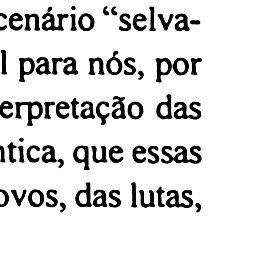 cenário “selva-
l para nós, por
erpretação das
ntica, que essas
ovos, das lutas,